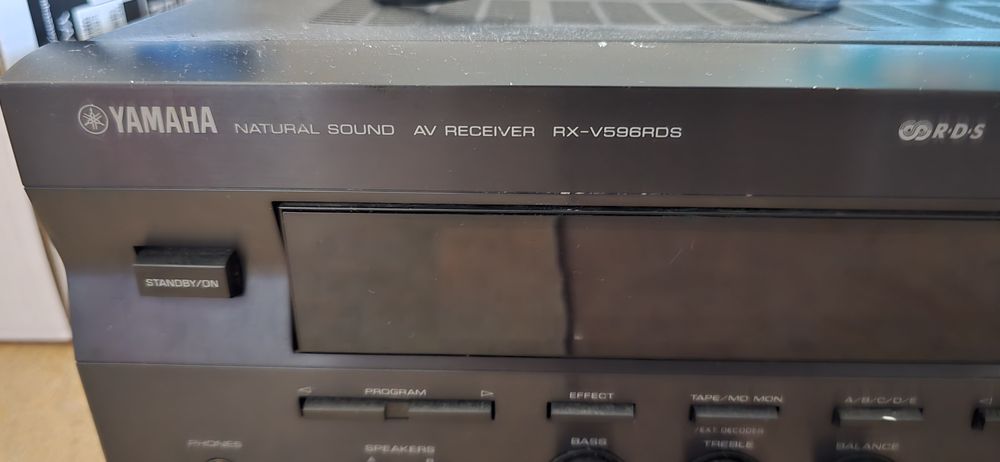 YAMAHA NATURAL SOUND AV RECEIVER RX-V596RDS R·D·S
STANDBY/ON
PROGRAM EFFECT TAPE/MD MON A/B/C/D/E
/EXT. DECODER
PHONES SPEAKERS BASS TREBLE BALANCE
A B